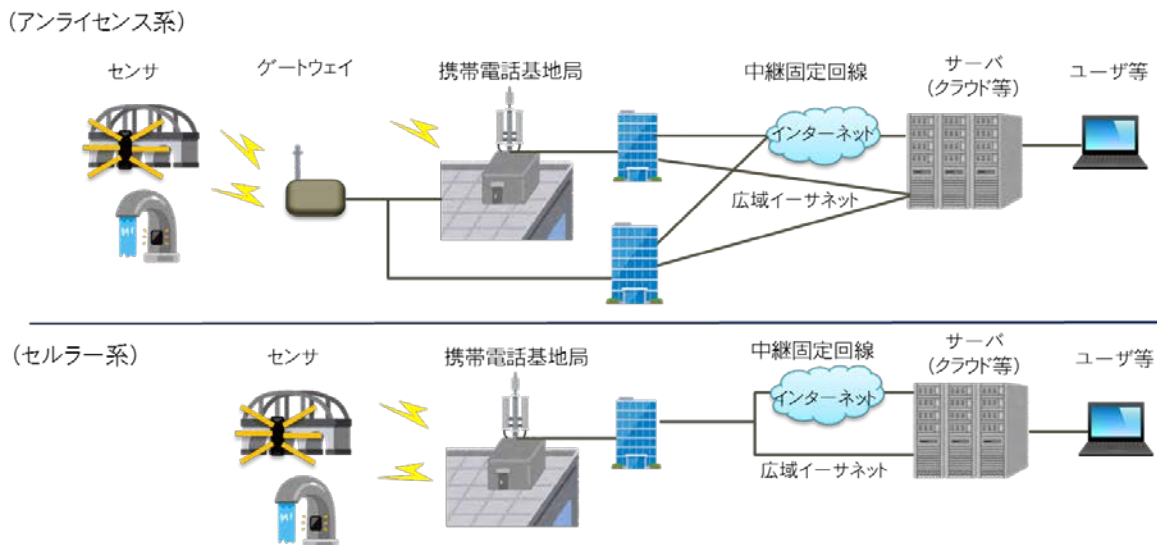 (アンライセンス系)
センサ
ゲートウェイ
携帯電話基地局
中継固定回線
サーバ
(クラウド等)
ユーザ等
インターネット
広域イーサネット
(セルラー系)
センサ
携帯電話基地局
中継固定回線
サーバ
(クラウド等)
ユーザ等
インターネット
広域イーサネット